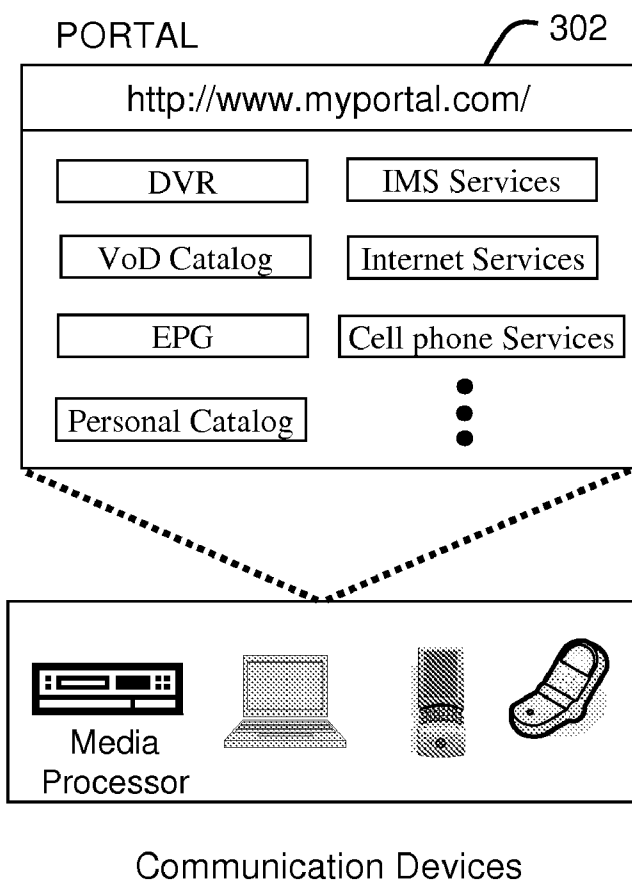 PORTAL
302
http://www.myportal.com/
DVR
IMS Services
VoD Catalog
Internet Services
EPG
Cell phone Services
Personal Catalog
Media
Processor
Communication Devices